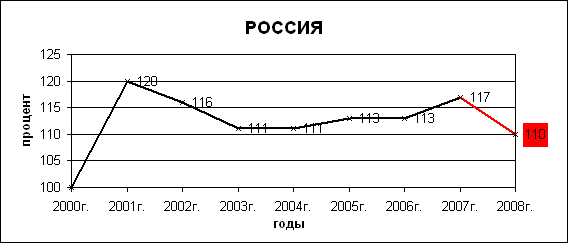 РОССИЯ
125
120
115
110
105
100
процент
120
116
111
111
113
113
117
110
2000г.
2001г.
2002г.
2003г.
2004г.
2005г.
2006г.
2007г.
2008г.
годы